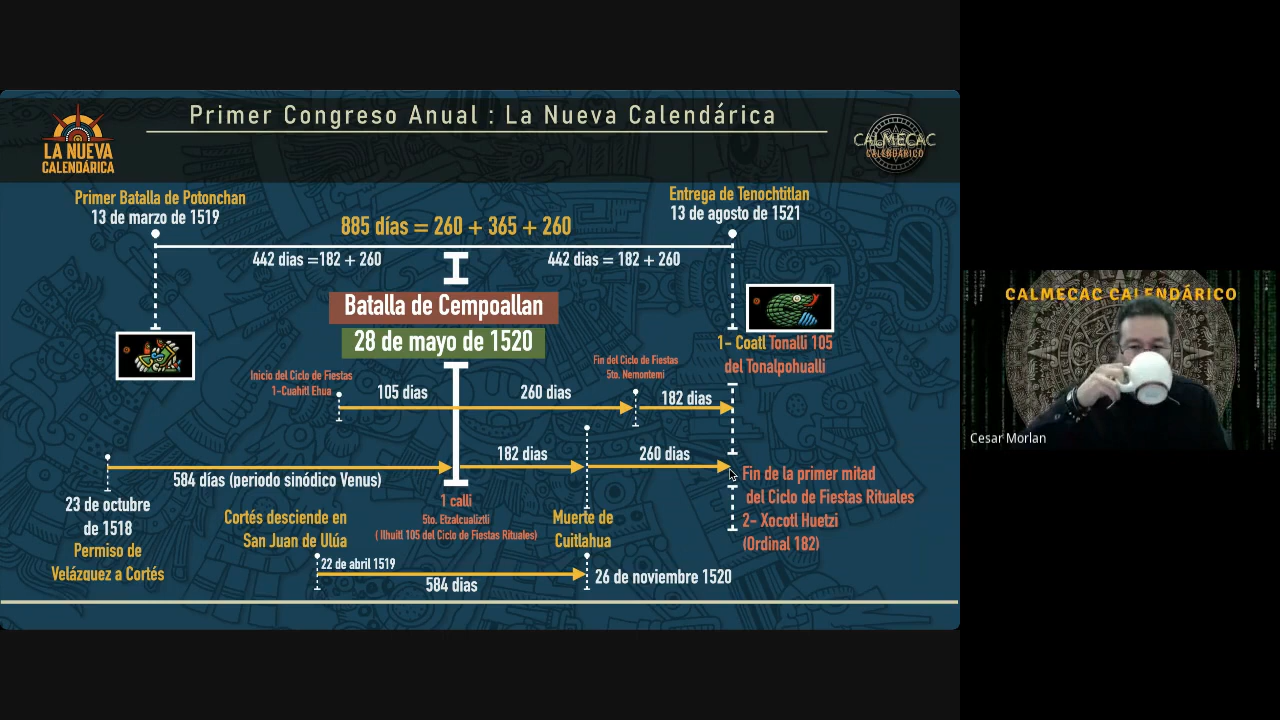 Primer Congreso Anual : La Nueva Calendárica
LA NUEVA
CALENDÁRICA
CALMECAC
CALENDÁRICO
Primer Batalla de Potonchan
13 de marzo de 1519
885 días = 260 + 365 + 260
Entrega de Tenochtitlan
13 de agosto de 1521
442 dias =182 + 260
442 dias = 182 + 260
Batalla de Cempoallan
28 de mayo de 1520
1- Coatl Tonalli 105
del Tonalpohualli
Inicio del Ciclo de Fiestas
1-Cuahitl Ehua
105 días
260 días
Fin del Ciclo de Fiestas
5to. Nemontemi
182 días
584 días (periodo sinódico Venus)
182 dias
260 días
23 de octubre
de 1518
Permiso de
Velázquez a Cortés
Cortés desciende en
San Juan de Ulúa
1 calli
5to. Etzalcualiztli
( Ilhuitl 105 del Ciclo de Fiestas Rituales)
Muerte de
Cuitlahua
Fin de la primer mitad
del Ciclo de Fiestas Rituales
2- Xocotl Huetzi
(Ordinal 182)
22 de abril 1519
584 dias
26 de noviembre 1520
CALMECAC CALENDÁRICO
Cesar Morlan